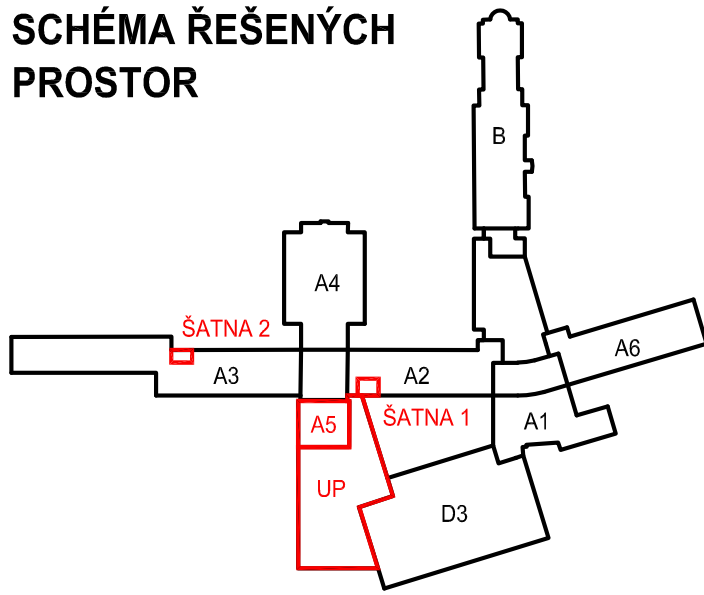 SCHÉMA ŘEŠENÝCH
PROSTOR
B
A4
ŠATNA 2
A6
A3
A2
A5
ŠATNA 1
A1
UP
D3